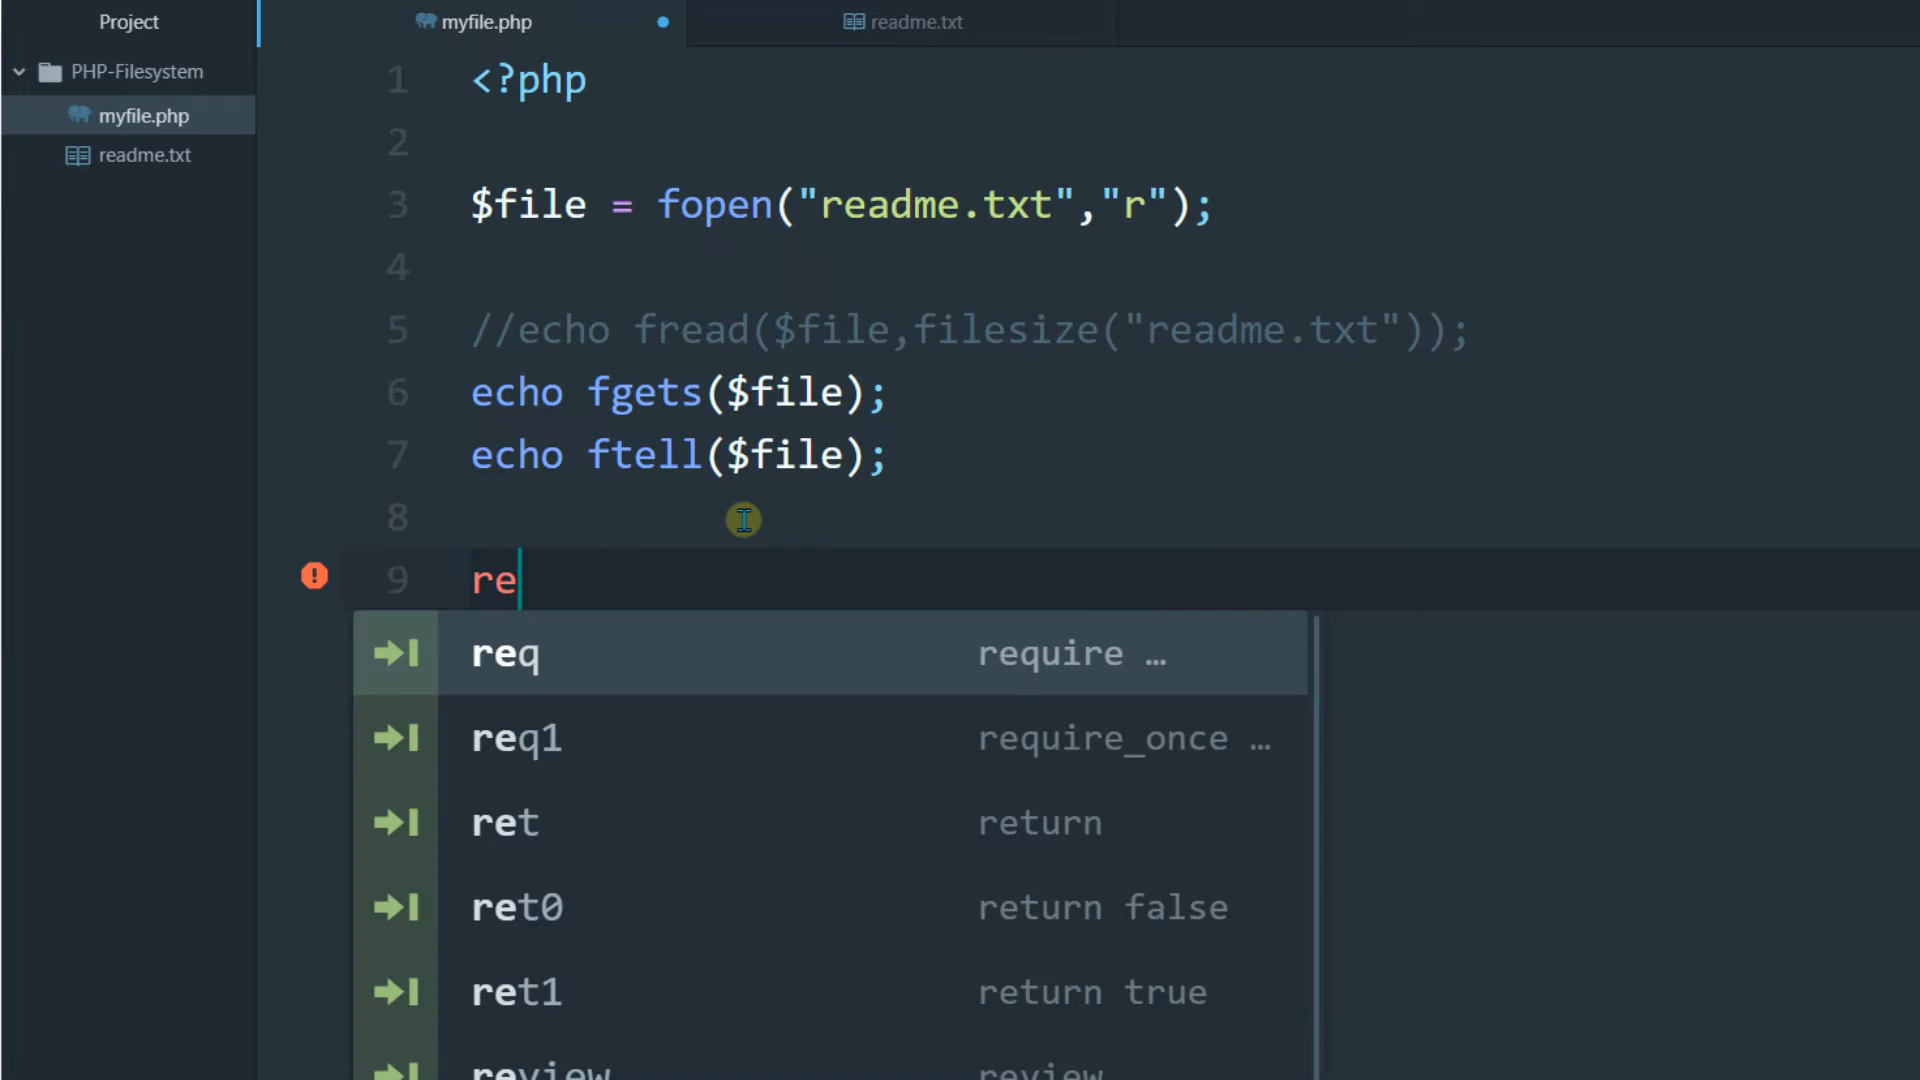 Project
myfile.php
readme.txt
PHP-Filesystem
myfile.php
readme.txt
1 <?php
2
3 $file = fopen("readme.txt","r");
4
5 //echo fread($file,filesize("readme.txt"));
6 echo fgets($file);
7 echo ftell($file);
8
9 re
req require …
req1 require_once …
ret return
ret0 return false
ret1 return true
review review